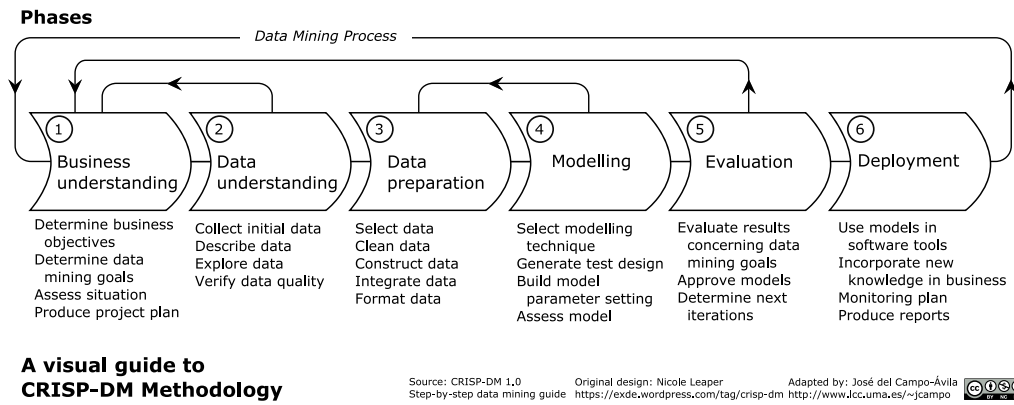 Phases
Data Mining Process
1
Business
understanding
2
Data
understanding
3
Data
preparation
4
Modelling
5
Evaluation
6
Deployment
Determine business
objectives
Determine data
mining goals
Assess situation
Produce project plan
Collect initial data
Describe data
Explore data
Verify data quality
Select data
Clean data
Construct data
Integrate data
Format data
Select modelling
technique
Generate test design
Build model
parameter setting
Assess model
Evaluate results
concerning data
mining goals
Approve models
Determine next
iterations
Use models in
software tools
Incorporate new
knowledge in business
Monitoring plan
Produce reports
A visual guide to
CRISP-DM Methodology
Source: CRISP-DM 1.0
Step-by-step data mining guide
Original design: Nicole Leaper
https://exde.wordpress.com/tag/crisp-dm
Adapted by: José del Campo-Ávila
http://www.lcc.uma.es/~jcampo
cc
BY NC